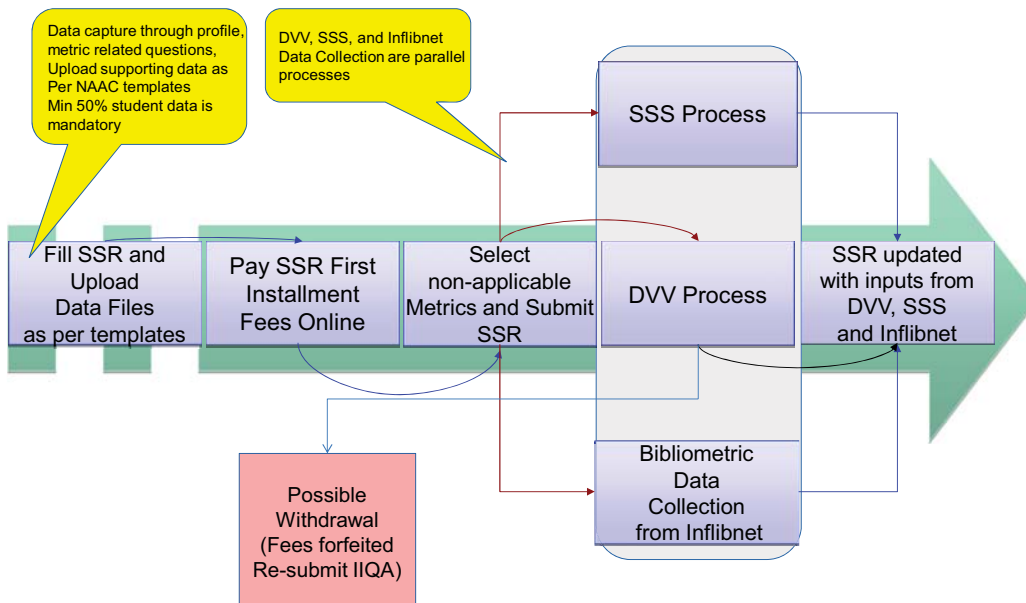 Data capture through profile,
metric related questions,
Upload supporting data as
Per NAAC templates
Min 50% student data is
mandatory
DVV, SSS, and Inflibnet
Data Collection are parallel
processes
SSS Process
Fill SSR and
Upload
Data Files
as per templates
Pay SSR First
Installment
Fees Online
Select
non-applicable
Metrics and Submit
SSR
DVV Process
SSR updated
with inputs from
DVV, SSS
and Inflibnet
Possible
Withdrawal
(Fees forfeited
Re-submit IIQA)
Bibliometric
Data
Collection
from Inflibnet